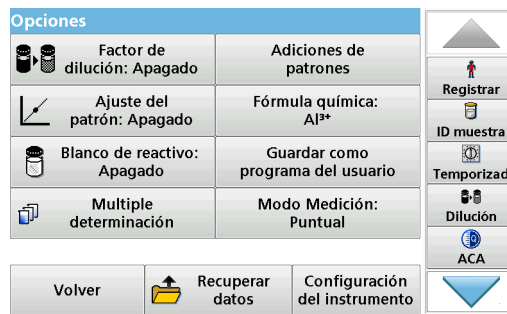 Opciones
Factor de
dilución: Apagado
Adiciones de
patrones
Ajuste del
patrón: Apagado
Fórmula química:
Al³⁺
Blanco de reactivo:
Apagado
Guardar como
programa del usuario
Multiple
determinación
Modo Medición:
Puntual
Volver
Recuperar
datos
Configuración
del instrumento
Registrar
ID muestra
Temporizad
Dilución
ACA